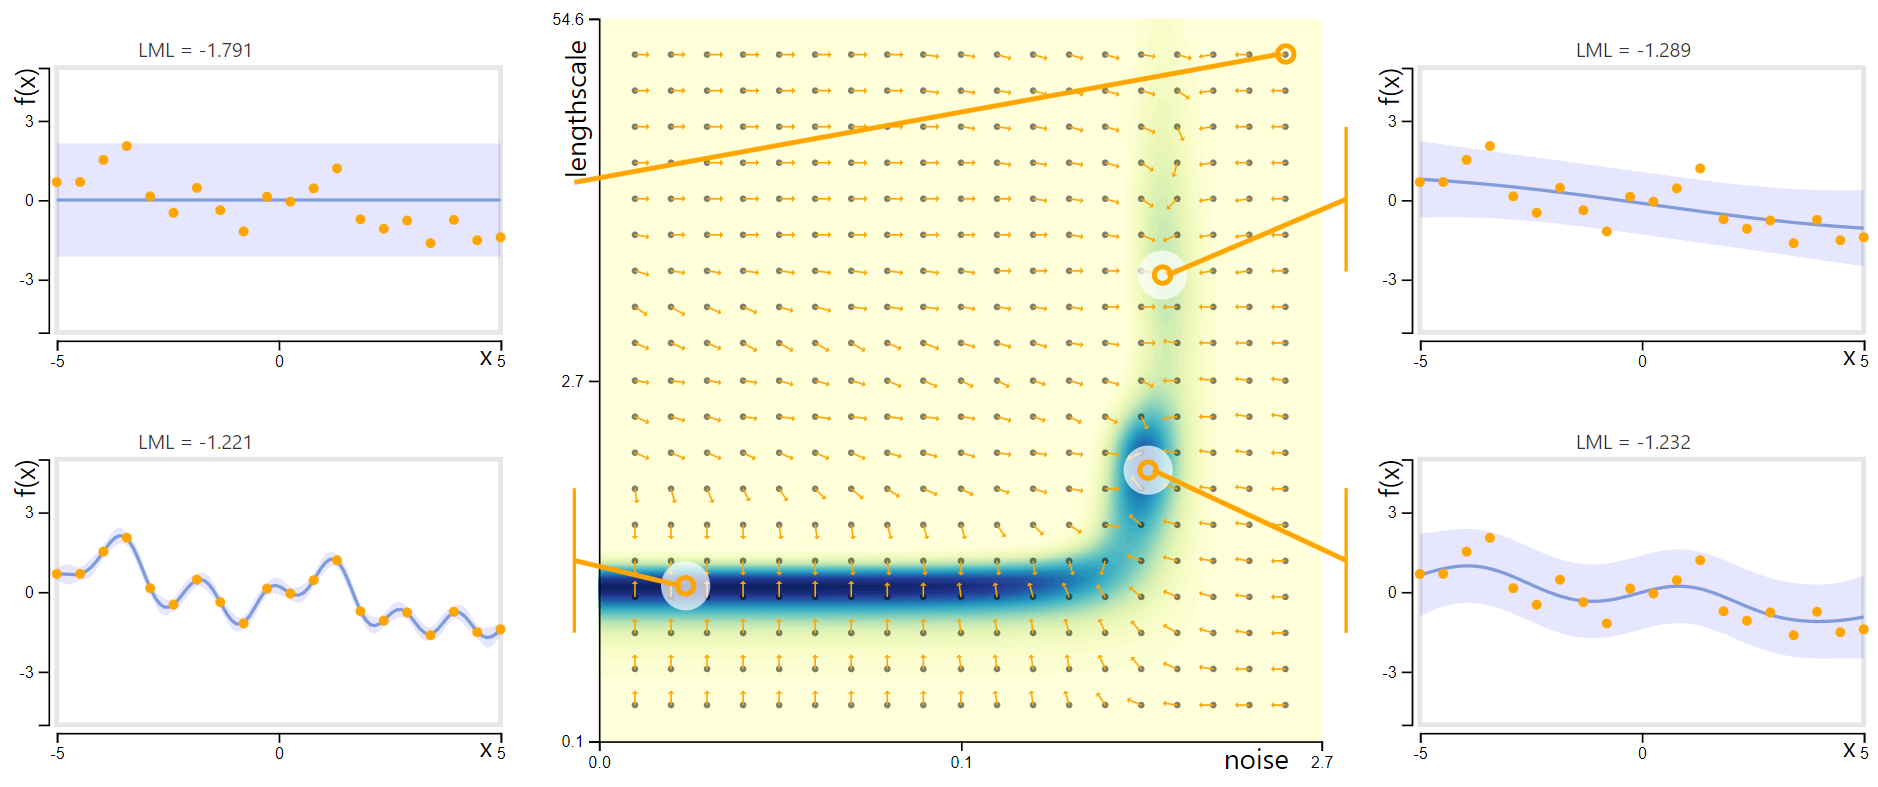 LML = -1.791
f(x)
3
0
-3
-5
0
x 5
LML = -1.221
f(x)
3
0
-3
-5
0
x 5
54.6
lengthscale
2.7
0.1
0.0
0.1
noise
2.7
LML = -1.289
f(x)
3
0
-3
-5
0
x 5
LML = -1.232
f(x)
3
0
-3
-5
0
x 5